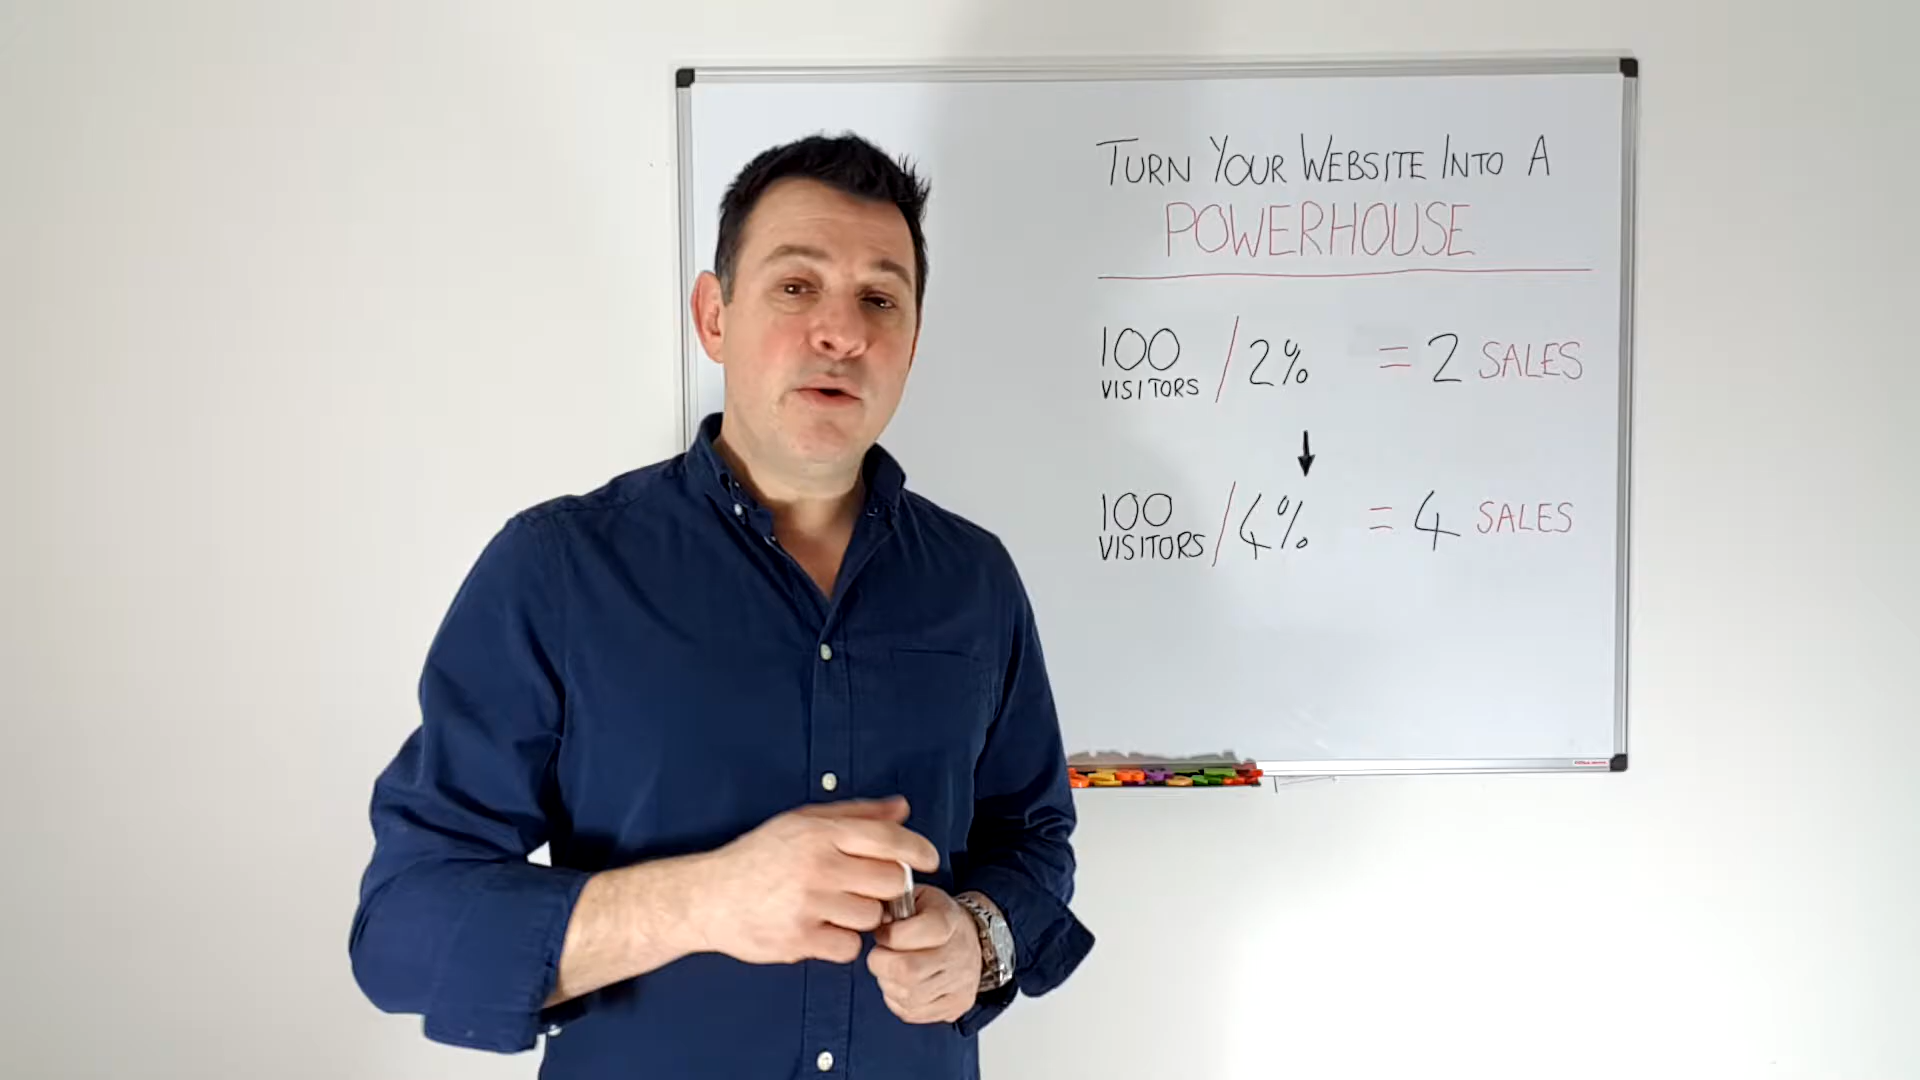 TURN YOUR WEBSITE INTO A
POWERHOUSE
100 VISITORS / 2% = 2 SALES
100 VISITORS / 4% = 4 SALES